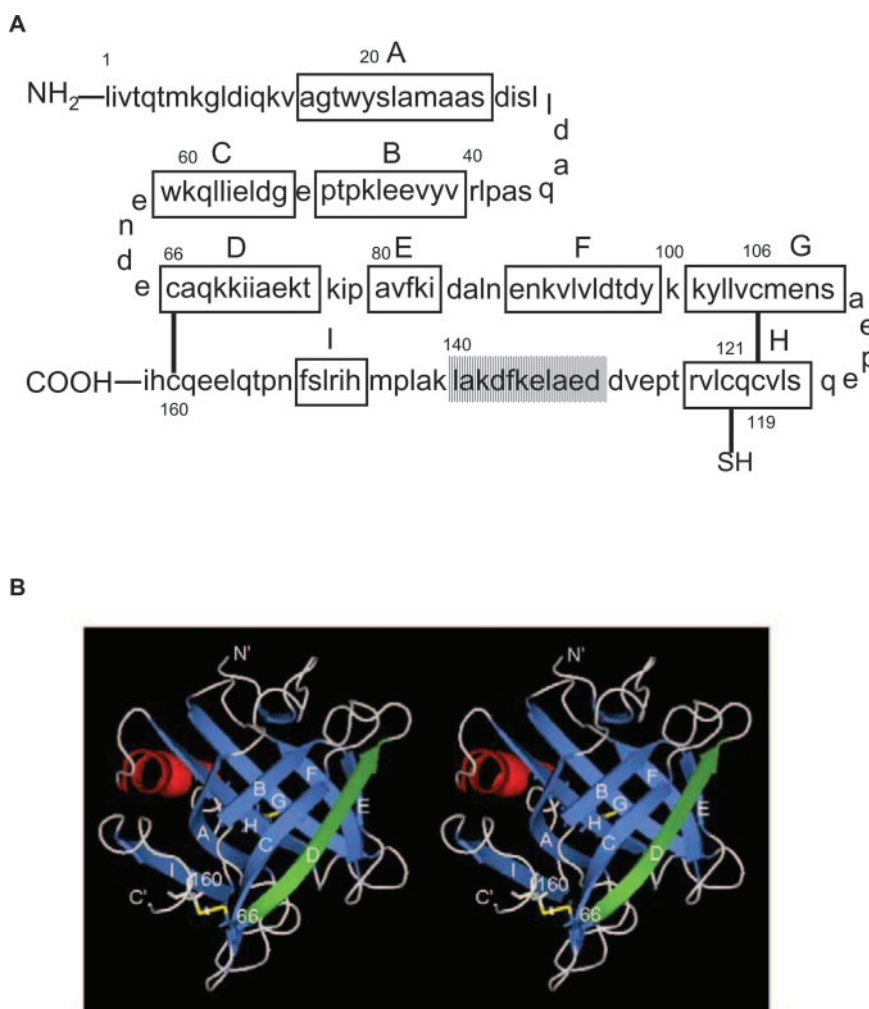 A
1 20 A
NH2—livtqtmkgldiqkv agtwyslamaas disl
l
d
a
60 C B 40
e wkqllieldg e ptpkleevyv rlpas q
n
d
66 D 80 E F 100 106 G
e caqkkiiaekt kip avfki daln enkvlvldtdy k kyllvcmens a
e
p
I 140 121 H
COOH—ihcqeelqtpn fslrih mplak lakdfkelaed dvept rvlcqcvls q e
160 119
SH
B
N' N'
B F G E B F G E
A H C D A H C D
I 160 I 160
C' 66 C' 66